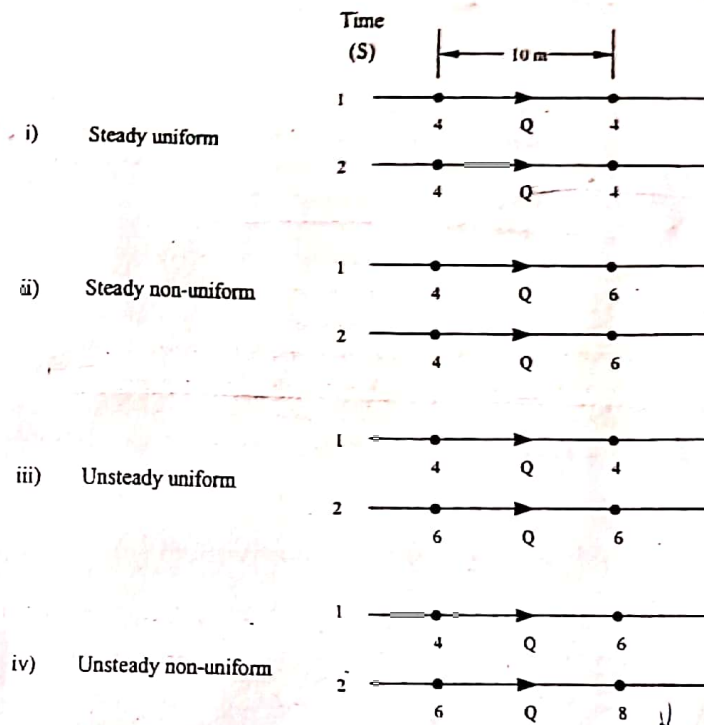 Time
(S)
10 m
1
4 Q 4
i) Steady uniform
2
4 Q 4
1
4 Q 6
ii) Steady non-uniform
2
4 Q 6
1
4 Q 4
iii) Unsteady uniform
2
6 Q 6
1
4 Q 6
iv) Unsteady non-uniform
2
6 Q 8